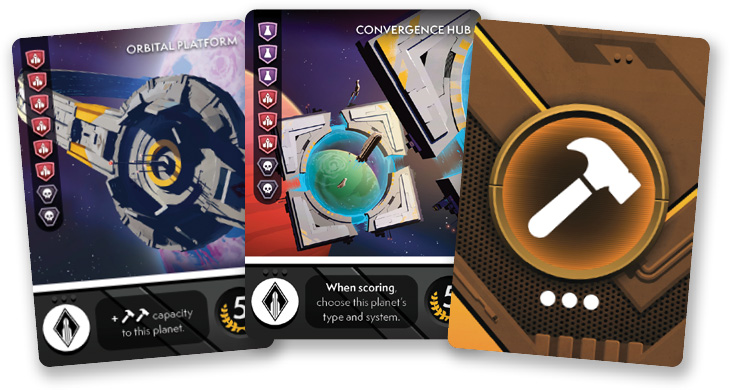 ORBITAL PLATFORM
+ capacity
to this planet.
5
CONVERGENCE HUB
When scoring,
choose this planet's
type and system.
5